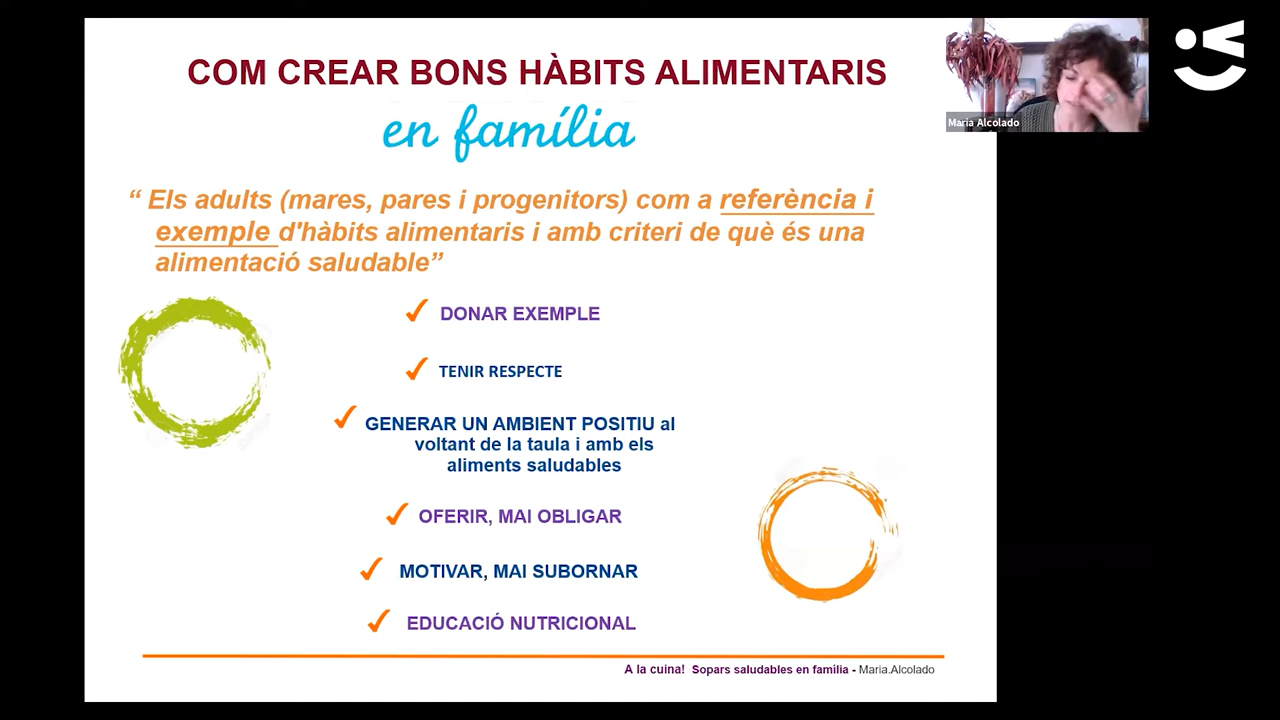 COM CREAR BONS HÀBITS ALIMENTARIS
en família
“ Els adults (mares, pares i progenitors) com a referència i
exemple d'hàbits alimentaris i amb criteri de què és una
alimentació saludable”
DONAR EXEMPLE
TENIR RESPECTE
GENERAR UN AMBIENT POSITIU al
voltant de la taula i amb els
aliments saludables
OFERIR, MAI OBLIGAR
MOTIVAR, MAI SUBORNAR
EDUCACIÓ NUTRICIONAL
A la cuina! Sopars saludables en família - Maria.Alcolado
Maria Alcolado